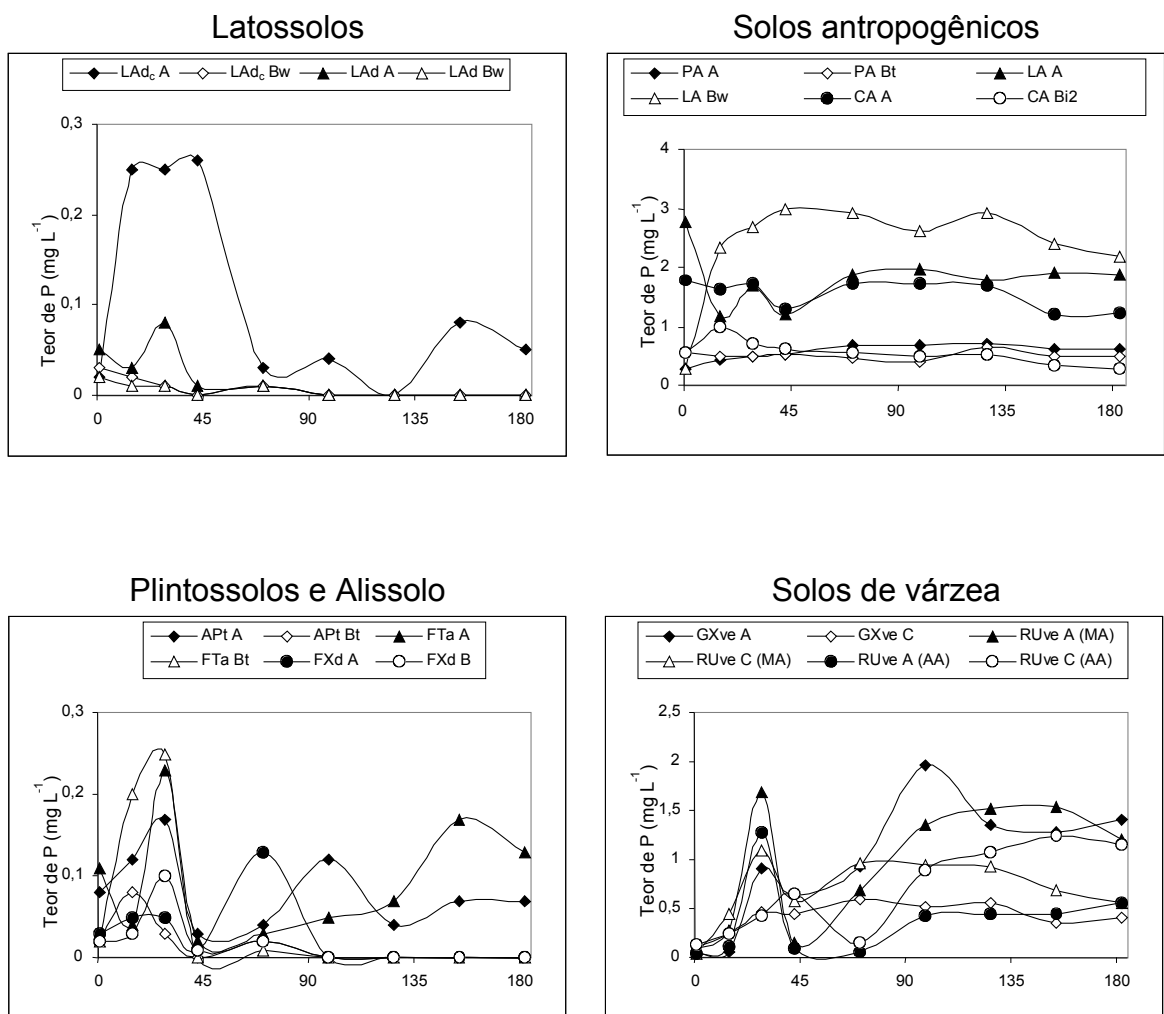 Latossolos
LAdc A LAdc Bw LAd A LAd Bw
0,3
0,2
0,1
0
Teor de P (mg L-1)
0 45 90 135 180
Solos antropogênicos
PA A PA Bt LA A
LA Bw CA A CA Bi2
4
3
2
1
0
Teor de P (mg L-1)
0 45 90 135 180
Plintossolos e Alissolo
APt A APt Bt FTa A
FTa Bt FXd A FXd B
0,3
0,2
0,1
0
Teor de P (mg L-1)
0 45 90 135 180
Solos de várzea
GXve A GXve C RUve A (MA)
RUve C (MA) RUve A (AA) RUve C (AA)
2,5
2
1,5
1
0,5
0
Teor de P (mg L-1)
0 45 90 135 180